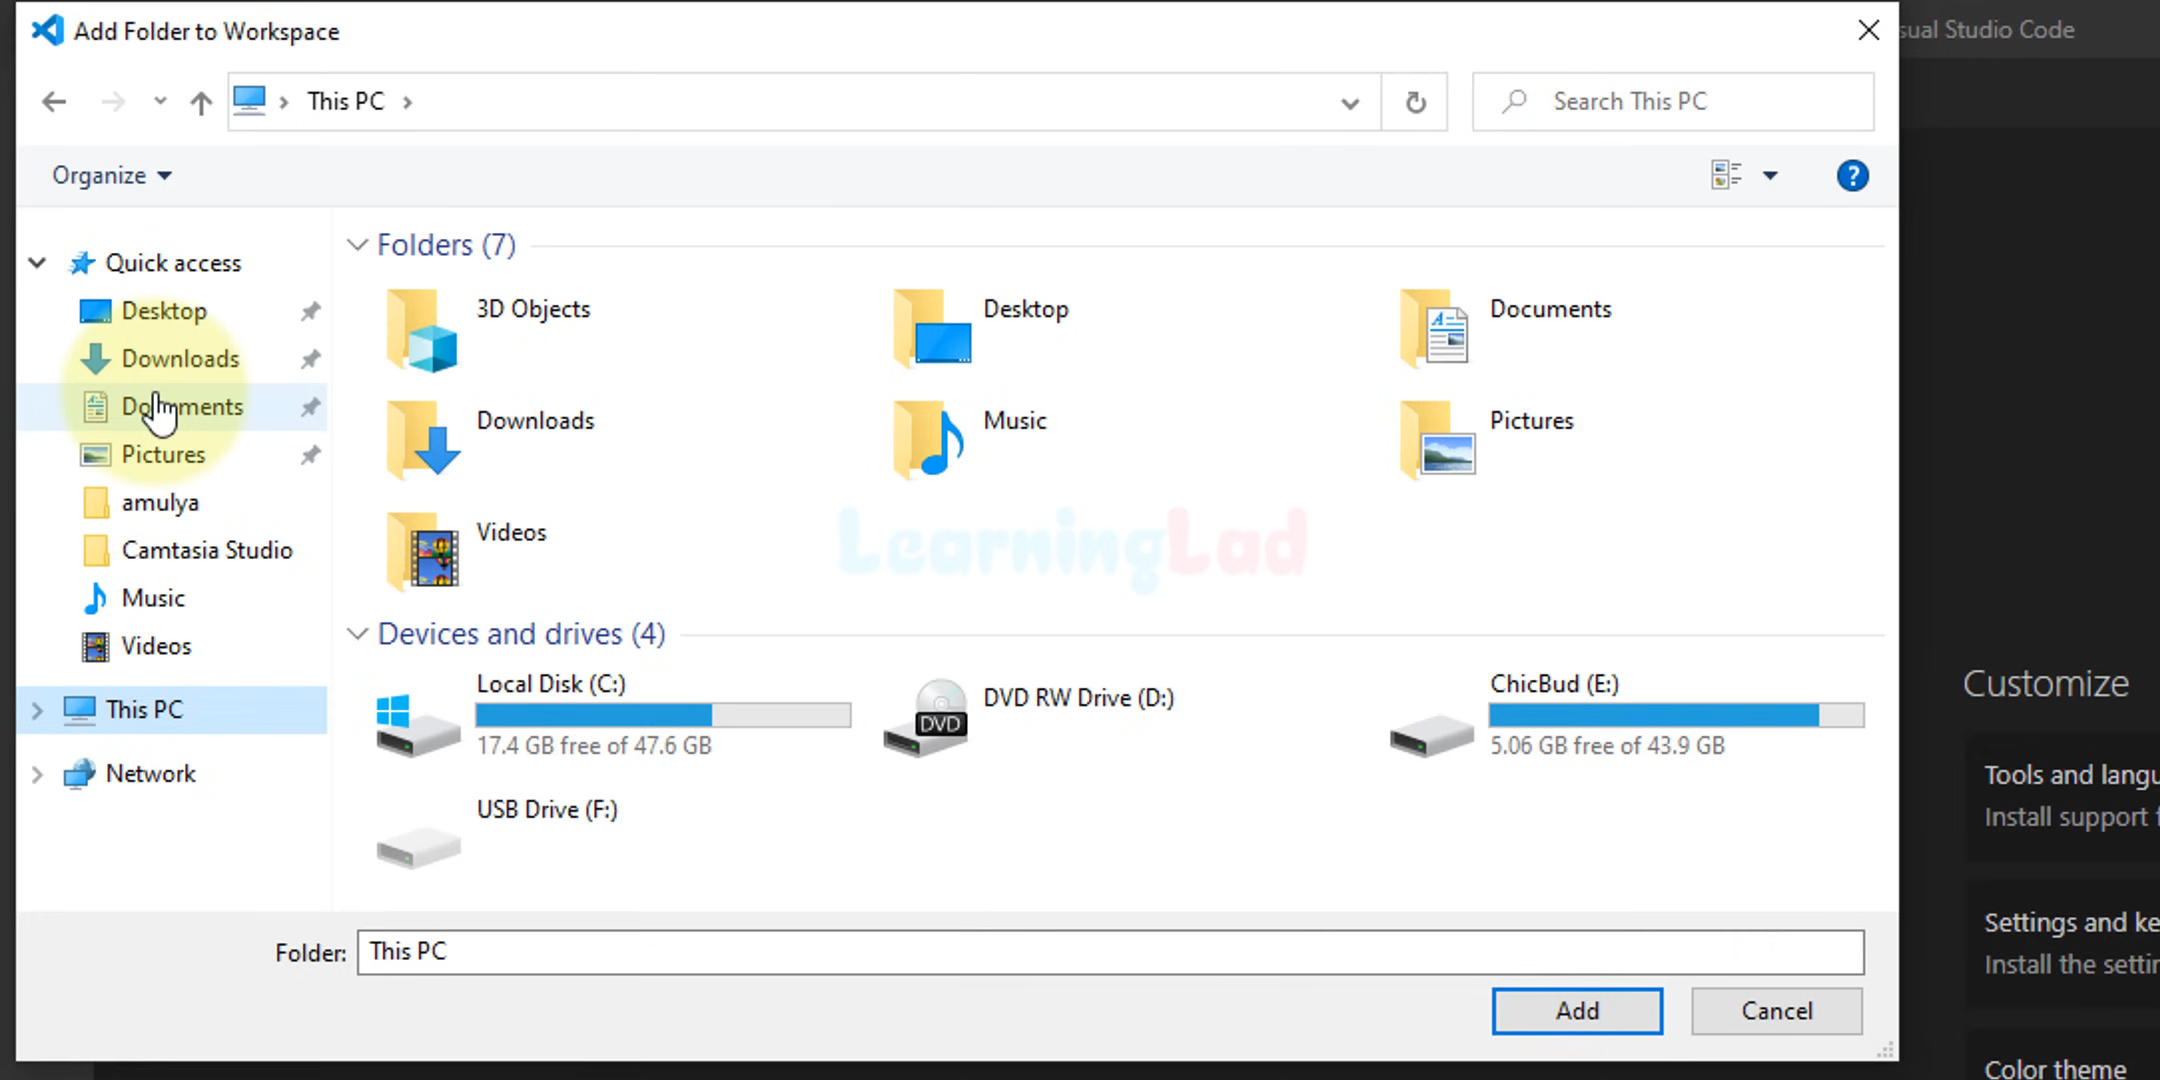 Add Folder to Workspace
sual Studio Code
This PC
Search This PC
Organize
?
Quick access
Desktop
Downloads
Documents
Pictures
amulya
Camtasia Studio
Music
Videos
This PC
Network
Folders (7)
3D Objects
Desktop
Documents
Downloads
Music
Pictures
Videos
LearningLad
Devices and drives (4)
Local Disk (C:)
17.4 GB free of 47.6 GB
DVD
DVD RW Drive (D:)
ChicBud (E:)
5.06 GB free of 43.9 GB
USB Drive (F:)
Folder: This PC
Add
Cancel
Customize
Tools and langu
Install support f
Settings and ke
Install the settin
Color theme